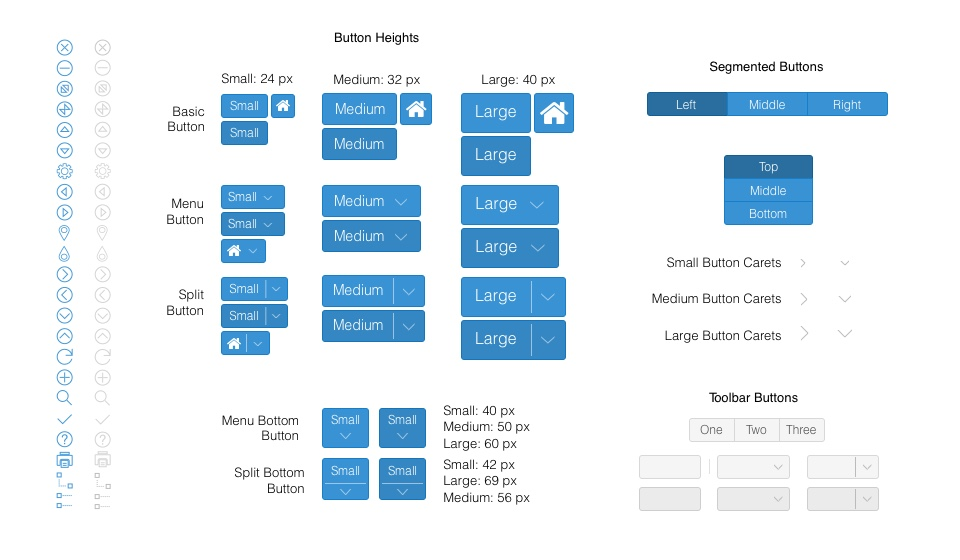 Button Heights
Small: 24 px
Medium: 32 px
Large: 40 px
Basic
Button
Small
Medium
Large
Small
Medium
Large
Menu
Button
Small
Medium
Large
Small
Medium
Large
Split
Button
Small
Medium
Large
Small
Medium
Large
Menu Bottom
Button
Small
Small
Small: 40 px
Medium: 50 px
Large: 60 px
Split Bottom
Button
Small
Small
Small: 42 px
Large: 69 px
Medium: 56 px
Segmented Buttons
Left
Middle
Right
Top
Middle
Bottom
Small Button Carets
Medium Button Carets
Large Button Carets
Toolbar Buttons
One
Two
Three